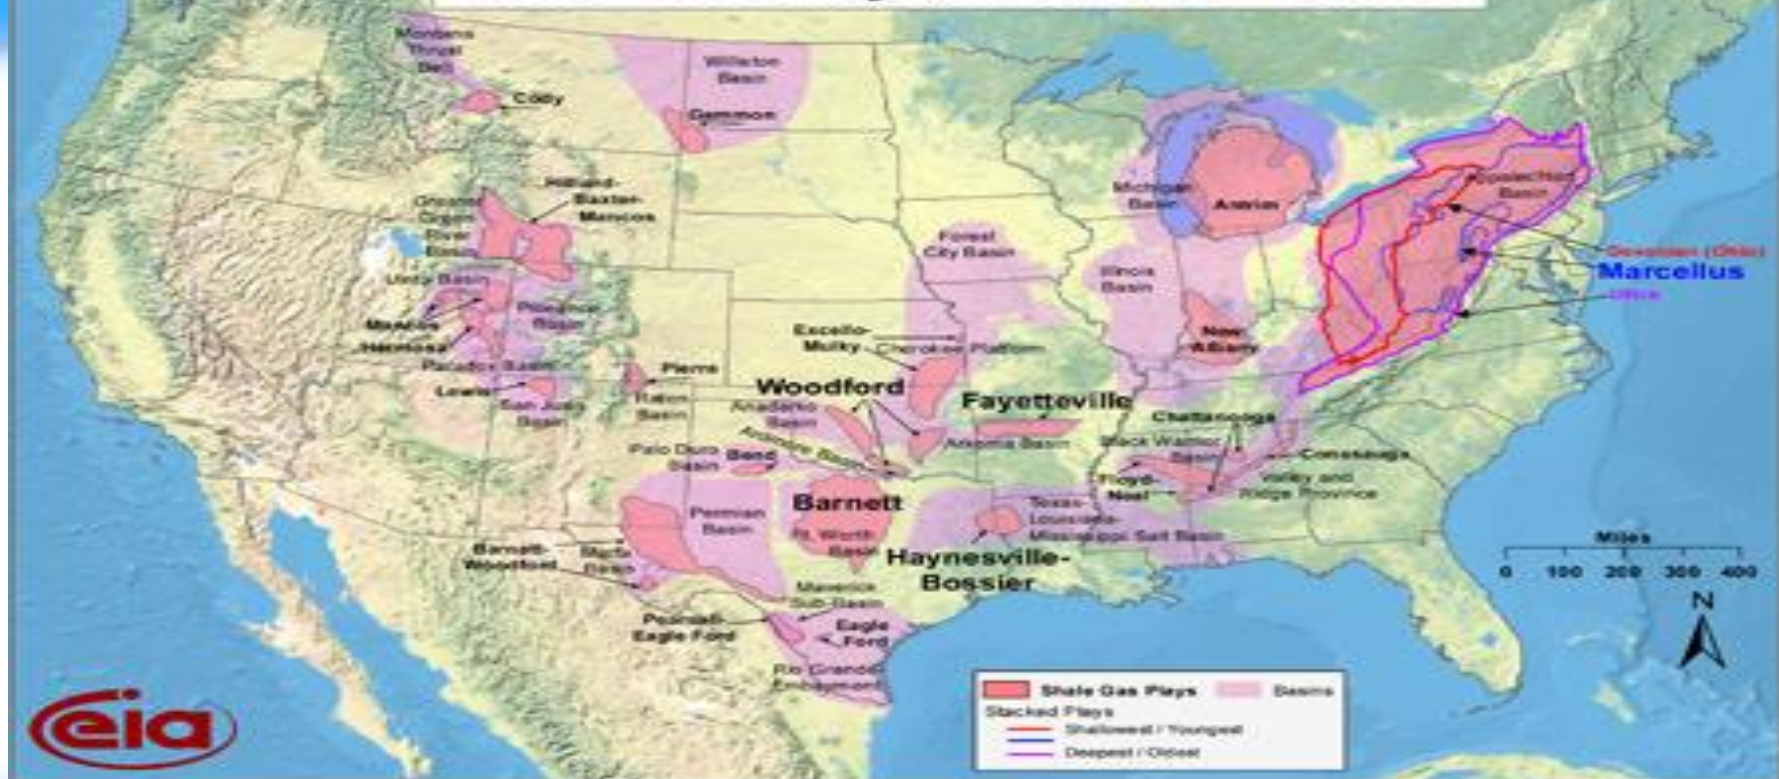 Montana
Thrust
Belt
Cody
Williston
Basin
Gammon
Hilliard-
Baxter-
Mancos
Greater
Green
River
Basin
Uinta Basin
Piceance
Basin
Mancos
Hermosa
Paradox Basin
Lewis
San Juan
Basin
Pierre
Raton
Basin
Forest
City Basin
Excello-
Mulky
Cherokee Platform
Michigan
Basin
Antrim
Illinois
Basin
New
Albany
Appalachian
Basin
Devonian (Ohio)
Marcellus
Utica
Woodford
Anadarko
Basin
Ardmore Basin
Palo Duro
Basin
Bend
Fayetteville
Arkoma Basin
Chattanooga
Black Warrior
Basin
Conasauga
Floyd-
Neal
Valley and
Ridge Province
Barnett
Ft. Worth
Basin
Permian
Basin
Barnett-
Woodford
Marfa
Basin
Haynesville-
Bossier
Texas-
Louisiana-
Mississippi Salt Basin
Maverick
Sub-Basin
Pearsall-
Eagle Ford
Eagle
Ford
Rio Grande
Embayment
Miles
0 100 200 300 400
N
Shale Gas Plays
Basins
Stacked Plays
Shallowest / Youngest
Deepest / Oldest
eia